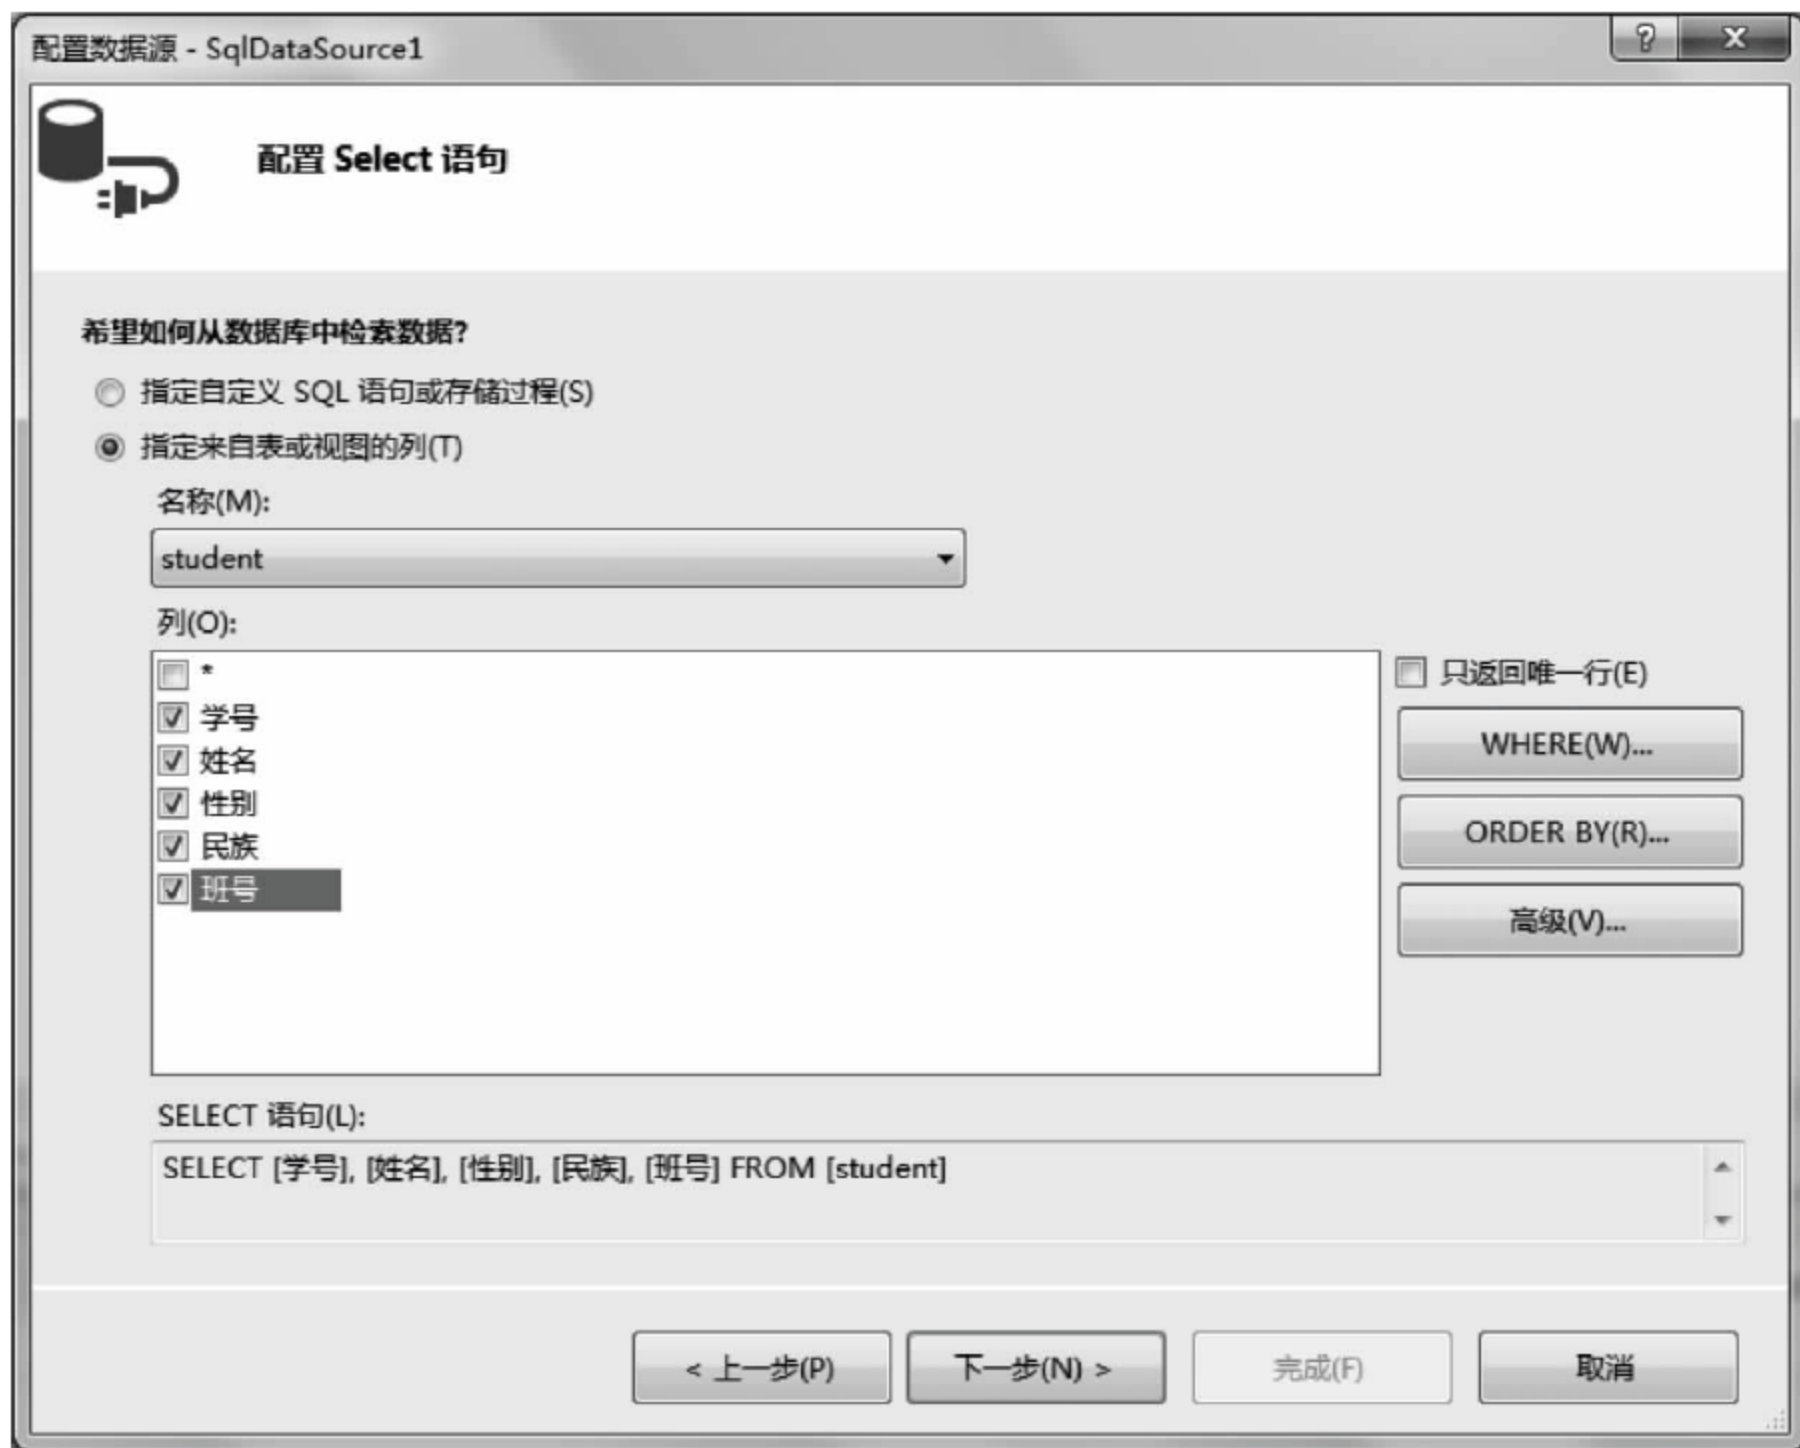 配置数据源 - SqlDataSource1
配置 Select 语句
希望如何从数据库中检索数据?
指定自定义 SQL 语句或存储过程(S)
指定来自表或视图的列(T)
名称(M):
student
列(O):
*
只返回唯一行(E)
学号
姓名
WHERE(W)...
性别
民族
ORDER BY(R)...
班号
高级(V)...
SELECT 语句(L):
SELECT [学号], [姓名], [性别], [民族], [班号] FROM [student]
< 上一步(P)
下一步(N) >
完成(F)
取消